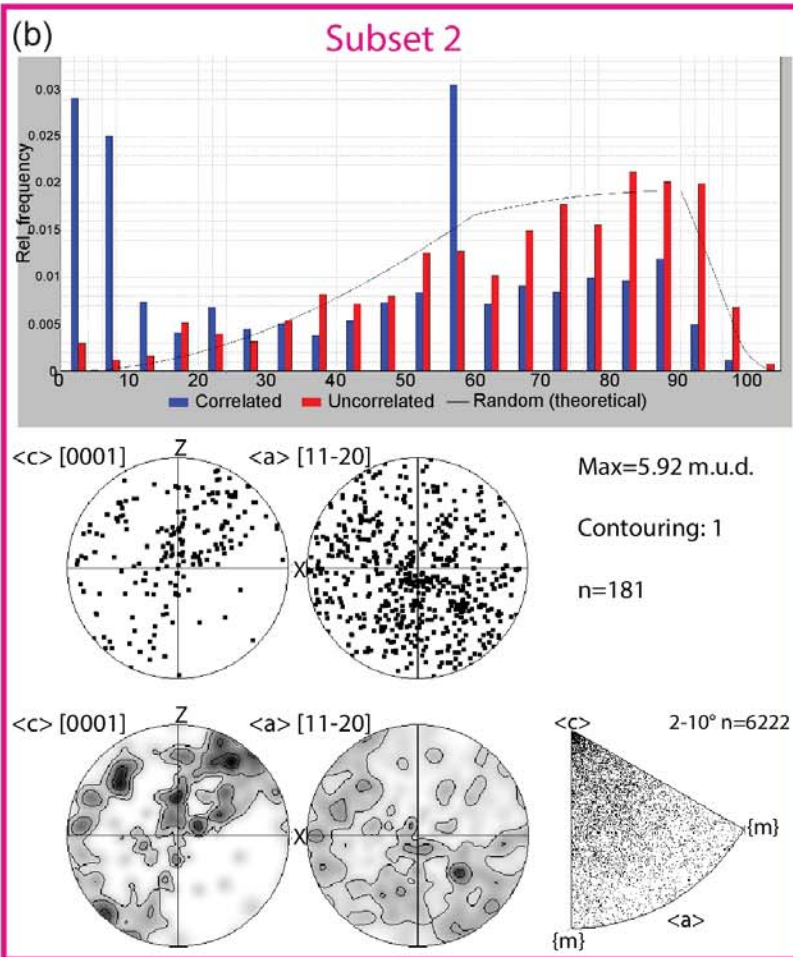 (b)
Subset 2
Rel_frequency
0.03
0.025
0.02
0.015
0.01
0.005
0
0 10 20 30 40 50 60 70 80 90 100
Correlated Uncorrelated Random (theoretical)
<c> [0001] Z <a> [11-20]
X
Max=5.92 m.u.d.
Contouring: 1
n=181
<c> [0001] Z <a> [11-20]
X
<c> 2-10° n=6222
{m}
<a>
{m}